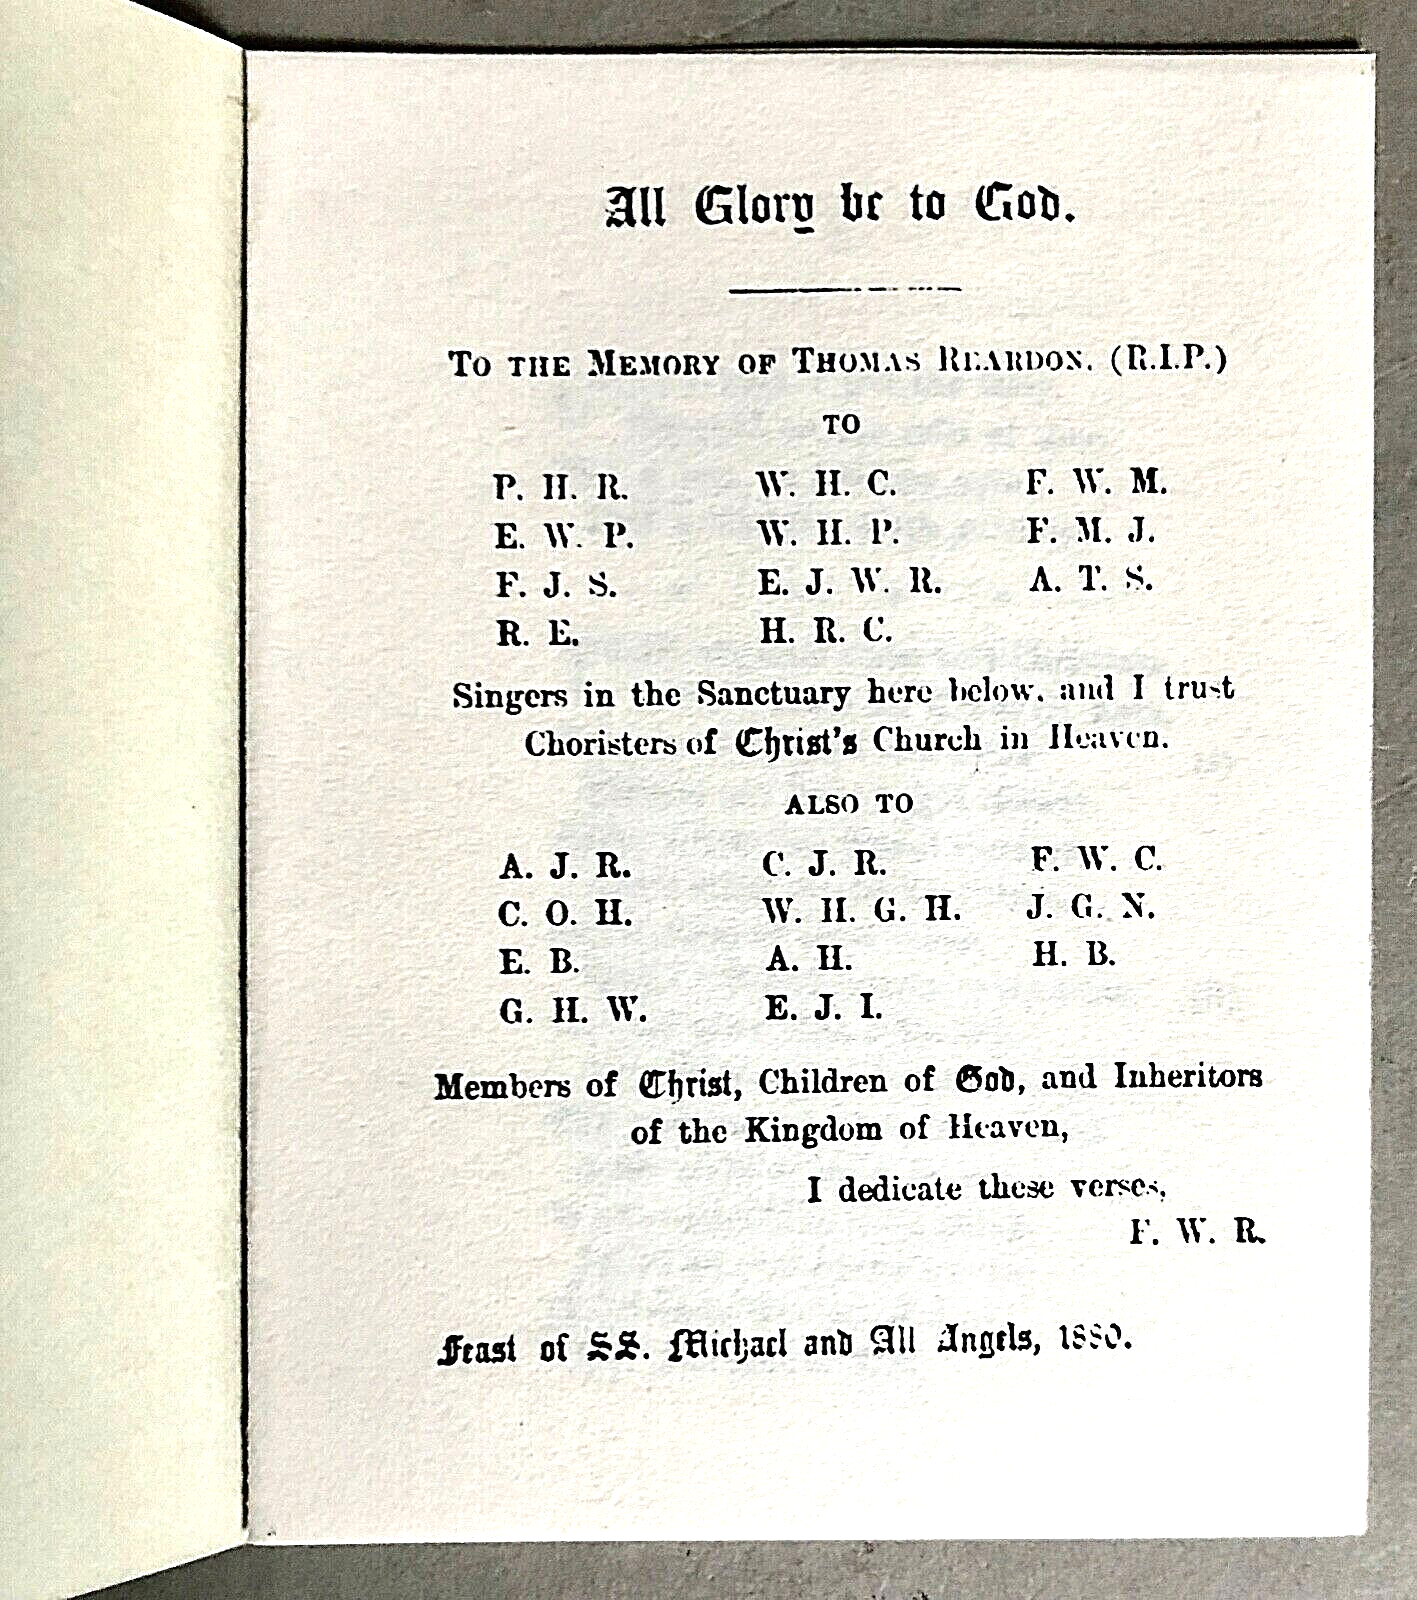 All Glory be to God.
TO THE MEMORY OF THOMAS REARDON. (R.I.P.)
TO
P. H. R. W. H. C. F. W. M.
E. W. P. W. H. P. F. M. J.
F. J. S. E. J. W. R. A. T. S.
R. E. H. R. C.
Singers in the Sanctuary here below, and I trust
Choristers of Christ's Church in Heaven.
ALSO TO
A. J. R. C. J. R. F. W. C.
C. O. H. W. H. G. H. J. G. N.
E. B. A. H. H. B.
G. H. W. E. J. I.
Members of Christ, Children of God, and Inheritors
of the Kingdom of Heaven,
I dedicate these verses,
F. W. R.
Feast of SS. Michael and All Angels, 1880.